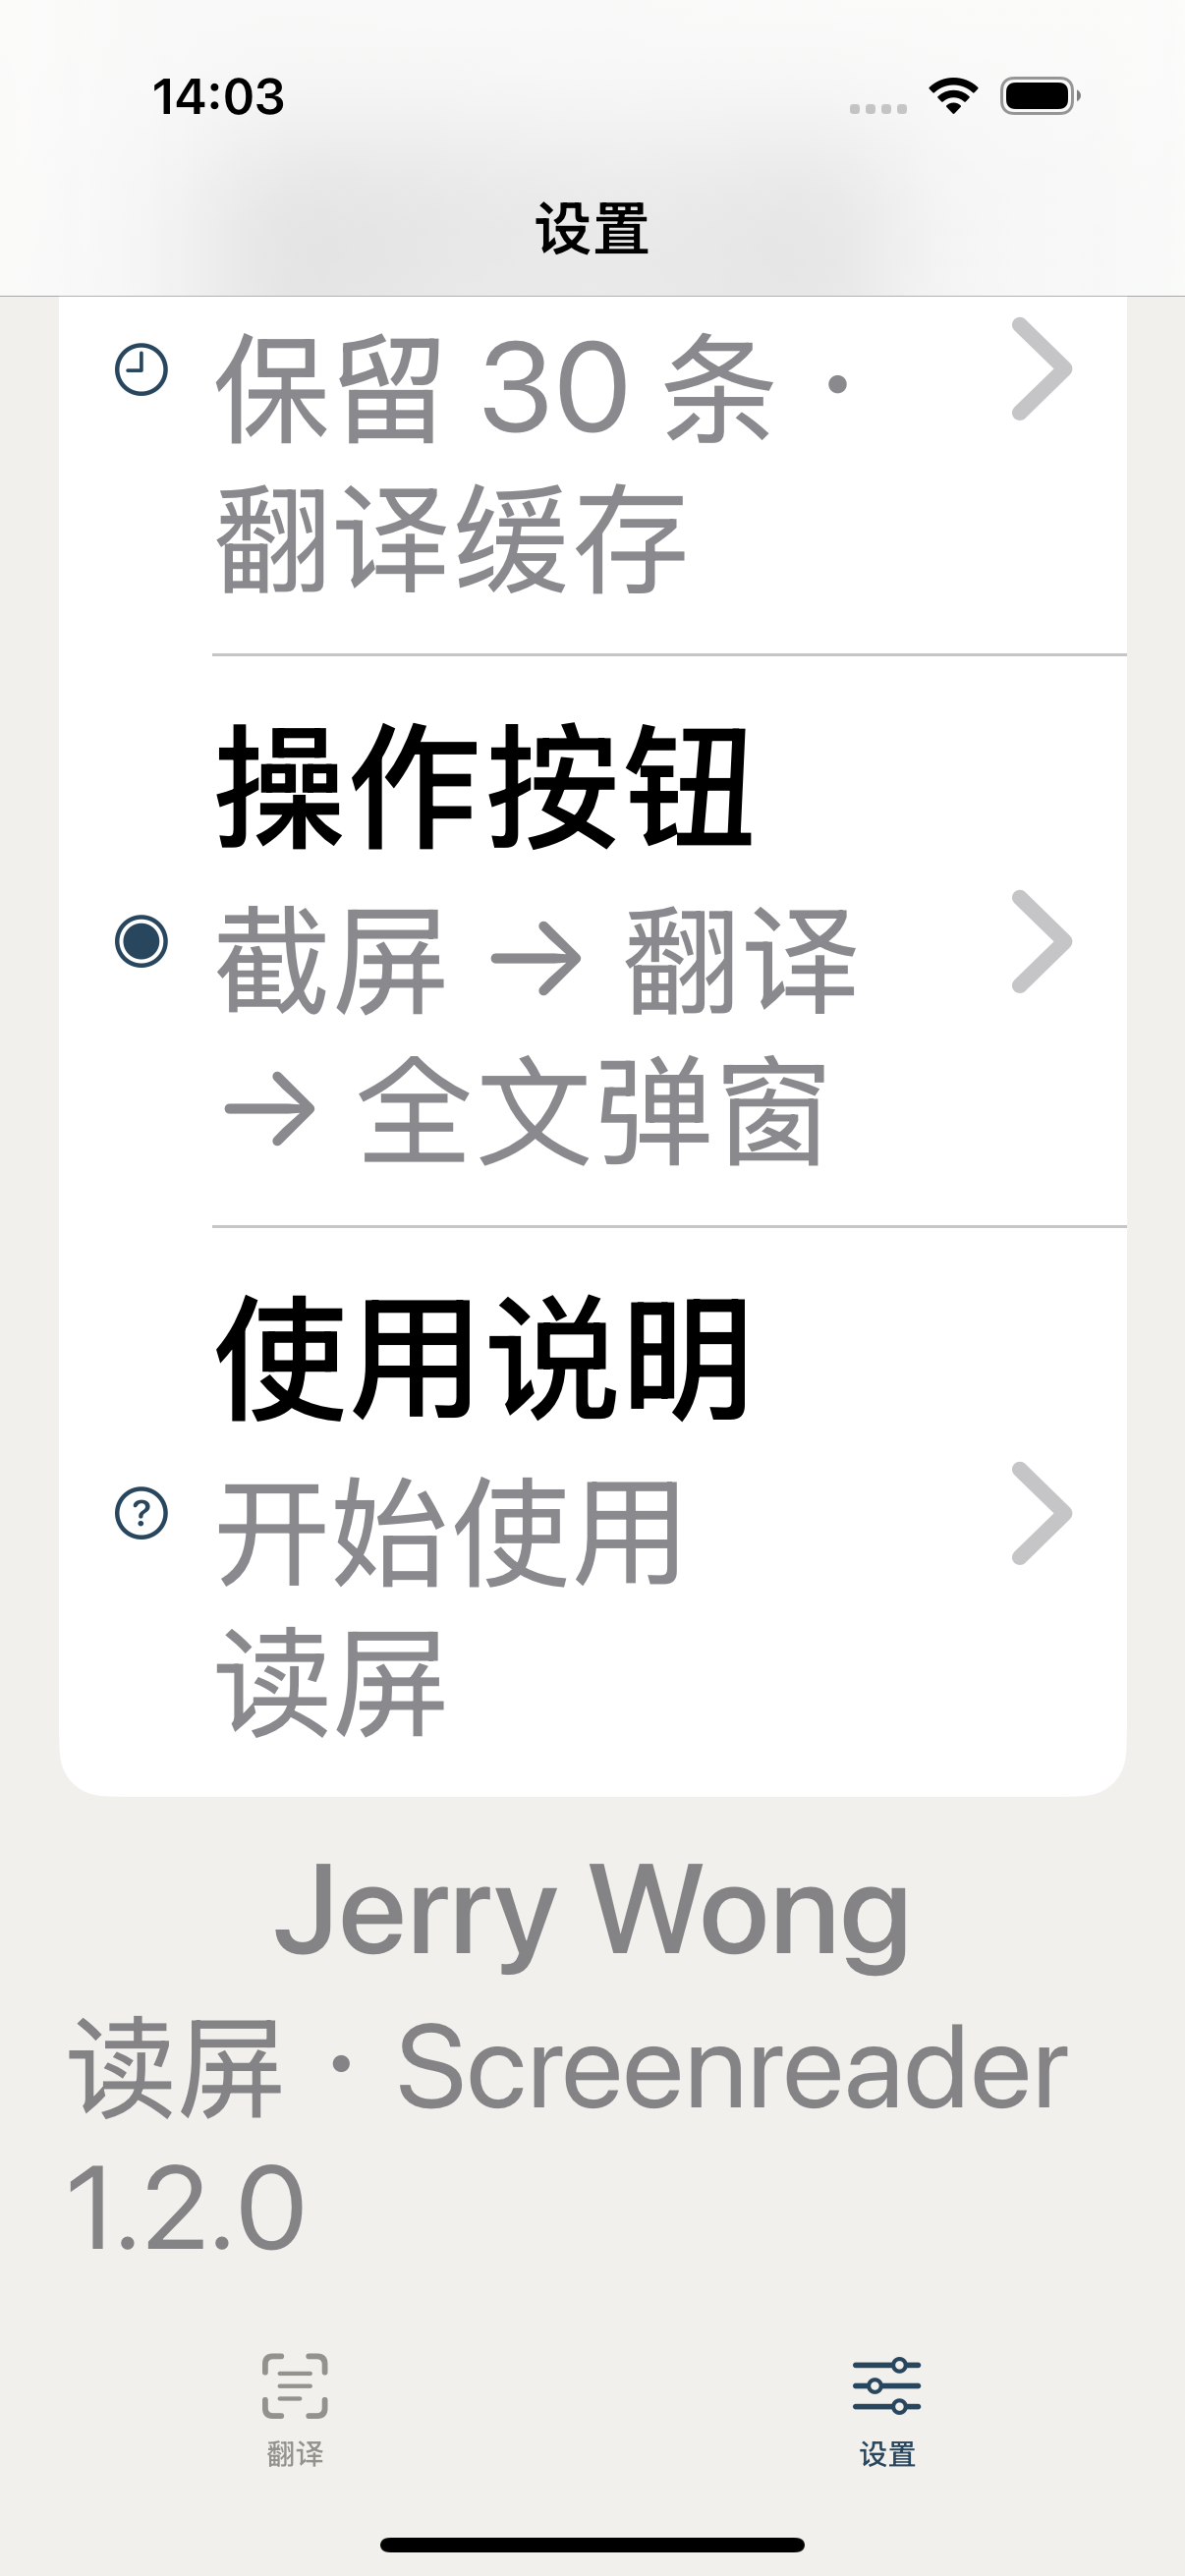 14:03
设置
保留 30 条 ·
翻译缓存
操作按钮
截屏 → 翻译
→ 全文弹窗
使用说明
开始使用
读屏
Jerry Wong
读屏 · Screenreader
1.2.0
翻译
设置